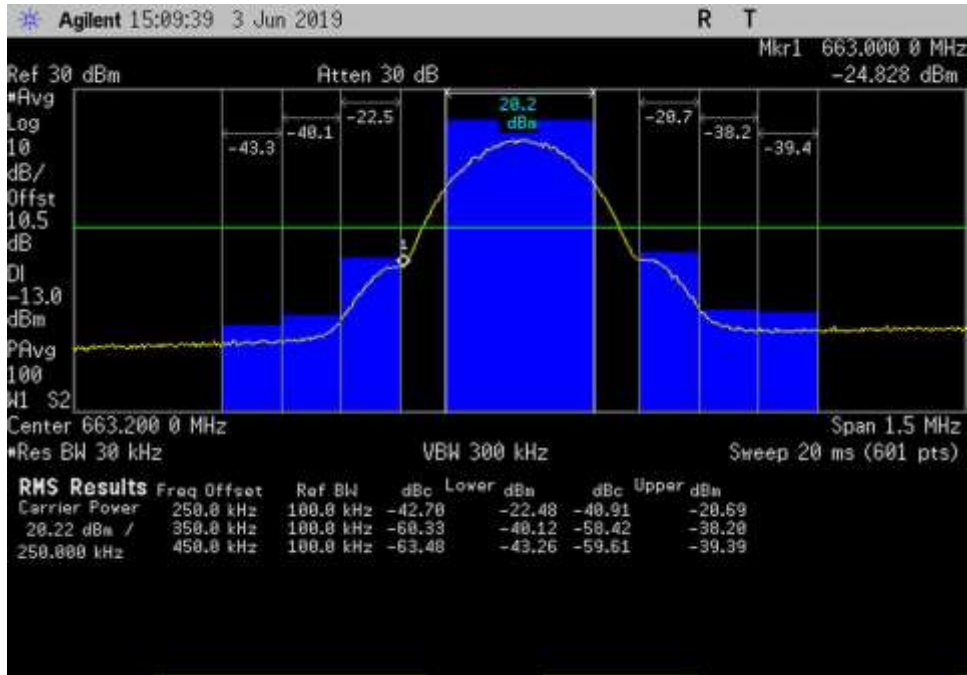 Agilent 15:09:39 3 Jun 2019 R T
Mkr1 663.000 0 MHz
Ref 30 dBm Atten 30 dB -24.828 dBm
#Avg
Log
10
dB/
Offst
10.5
dB
DI
-13.0
dBm
PAvg
100
W1 S2
-43.3 -40.1 -22.5 20.2 dBm -20.7 -38.2 -39.4
1
Center 663.200 0 MHz Span 1.5 MHz
#Res BW 30 kHz VBW 300 kHz Sweep 20 ms (601 pts)
RMS Results Freq Offset Ref BW dBc Lower dBm dBc Upper dBm
Carrier Power 250.0 kHz 100.0 kHz -42.70 -22.48 -40.91 -20.69
20.22 dBm / 350.0 kHz 100.0 kHz -60.33 -40.12 -58.42 -38.20
250.000 kHz 450.0 kHz 100.0 kHz -63.48 -43.26 -59.61 -39.39